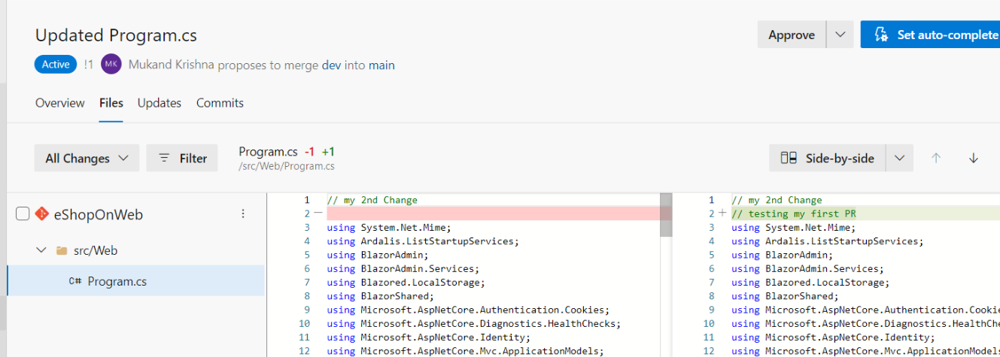 Updated Program.cs
Approve
Set auto-complete
Active !1 MK Mukand Krishna proposes to merge dev into main
Overview Files Updates Commits
All Changes Filter
Program.cs -1 +1
/src/Web/Program.cs
Side-by-side
eShopOnWeb
src/Web
C# Program.cs
1 // my 2nd Change
2 −
3 using System.Net.Mime;
4 using Ardalis.ListStartupServices;
5 using BlazorAdmin;
6 using BlazorAdmin.Services;
7 using Blazored.LocalStorage;
8 using BlazorShared;
9 using Microsoft.AspNetCore.Authentication.Cookies;
10 using Microsoft.AspNetCore.Diagnostics.HealthChecks;
11 using Microsoft.AspNetCore.Identity;
12 using Microsoft.AspNetCore.Mvc.ApplicationModels;
1 // my 2nd Change
2 + // testing my first PR
3 using System.Net.Mime;
4 using Ardalis.ListStartupServices;
5 using BlazorAdmin;
6 using BlazorAdmin.Services;
7 using Blazored.LocalStorage;
8 using BlazorShared;
9 using Microsoft.AspNetCore.Authentication.Cookie
10 using Microsoft.AspNetCore.Diagnostics.HealthChe
11 using Microsoft.AspNetCore.Identity;
12 using Microsoft.AspNetCore.Mvc.ApplicationModels